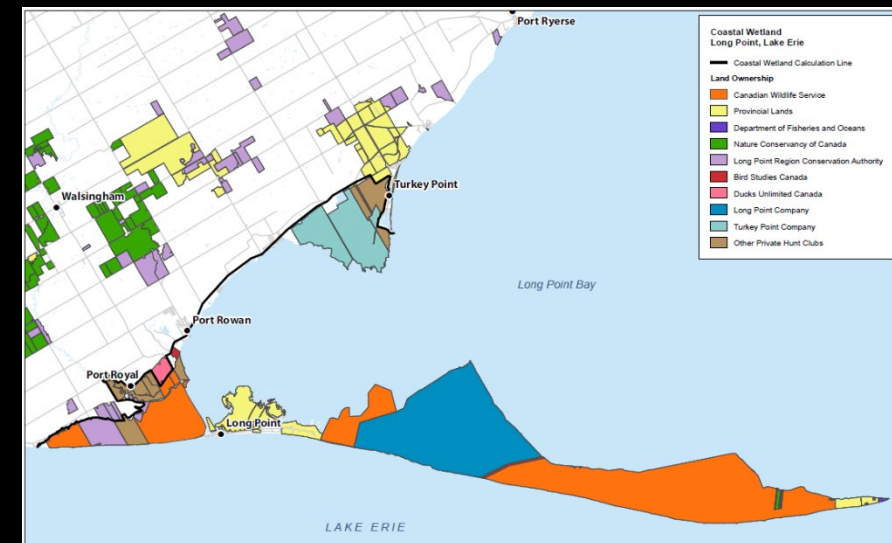 Port Ryerse
Coastal Wetland
Long Point, Lake Erie
Coastal Wetland Calculation Line
Land Ownership
Canadian Wildlife Service
Provincial Lands
Department of Fisheries and Oceans
Nature Conservancy of Canada
Long Point Region Conservation Authority
Bird Studies Canada
Ducks Unlimited Canada
Long Point Company
Turkey Point Company
Other Private Hunt Clubs
Turkey Point
Walsingham
Long Point Bay
Port Rowan
Port Royal
Long Point
LAKE ERIE